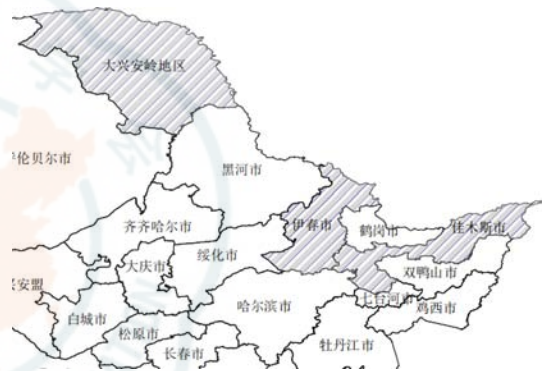 大兴安岭地区
呼伦贝尔市
黑河市
齐齐哈尔市
伊春市
鹤岗市
佳木斯市
大庆市
绥化市
双鸭山市
兴安盟
七台河市
鸡西市
白城市
哈尔滨市
松原市
长春市
牡丹江市